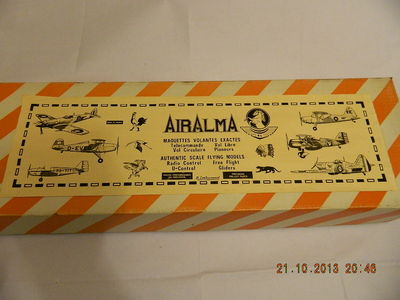 AIRALMA
MAQUETTES VOLANTES EXACTES
Telecommande Vol Libre
Vol Circulaire Planeurs
AUTHENTIC SCALE FLYING MODELS
Radio Control Free Flight
U-Control Gliders
21.10.2013 20:46